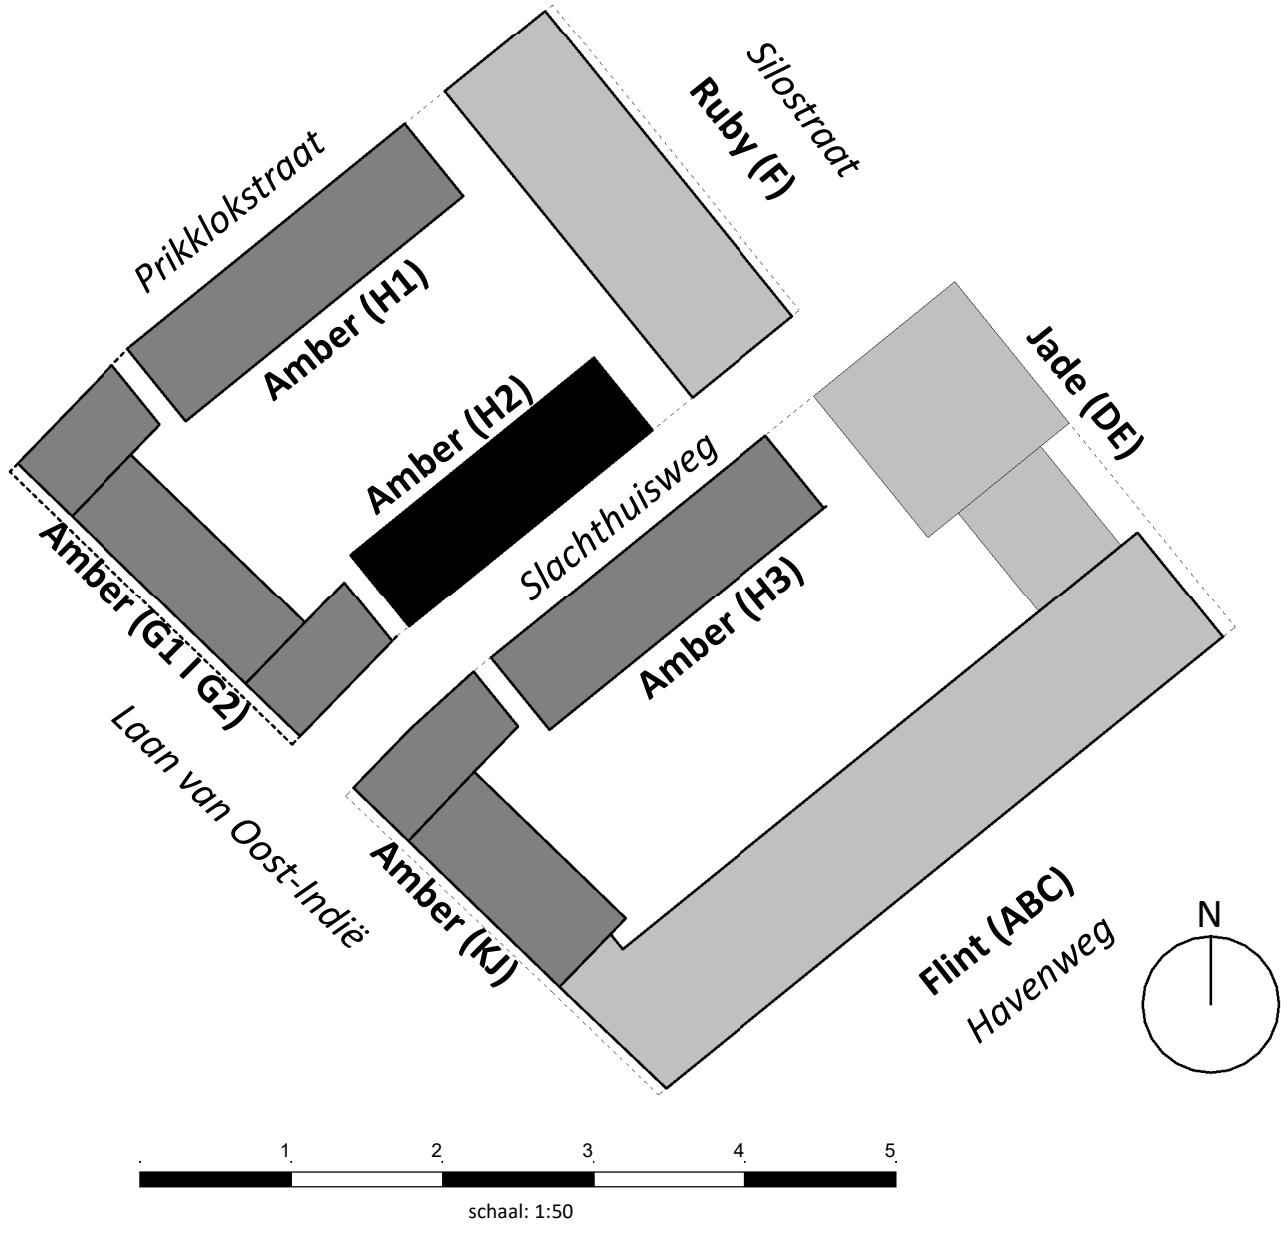 Silostraat
Ruby (F)
Prikklokstraat
Amber (H1)
Jade (DE)
Amber (H2)
Slachthuisweg
Amber (H3)
Amber (G1 I G2)
Laan van Oost-Indië
Amber (KJ)
Flint (ABC)
Havenweg
N
1 2 3 4 5
schaal: 1:50